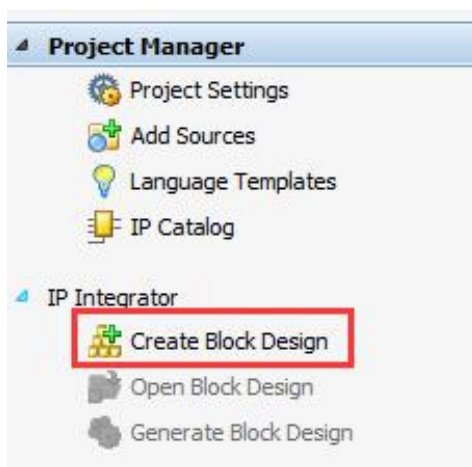 Project Manager
Project Settings
Add Sources
Language Templates
IP Catalog
IP Integrator
Create Block Design
Open Block Design
Generate Block Design